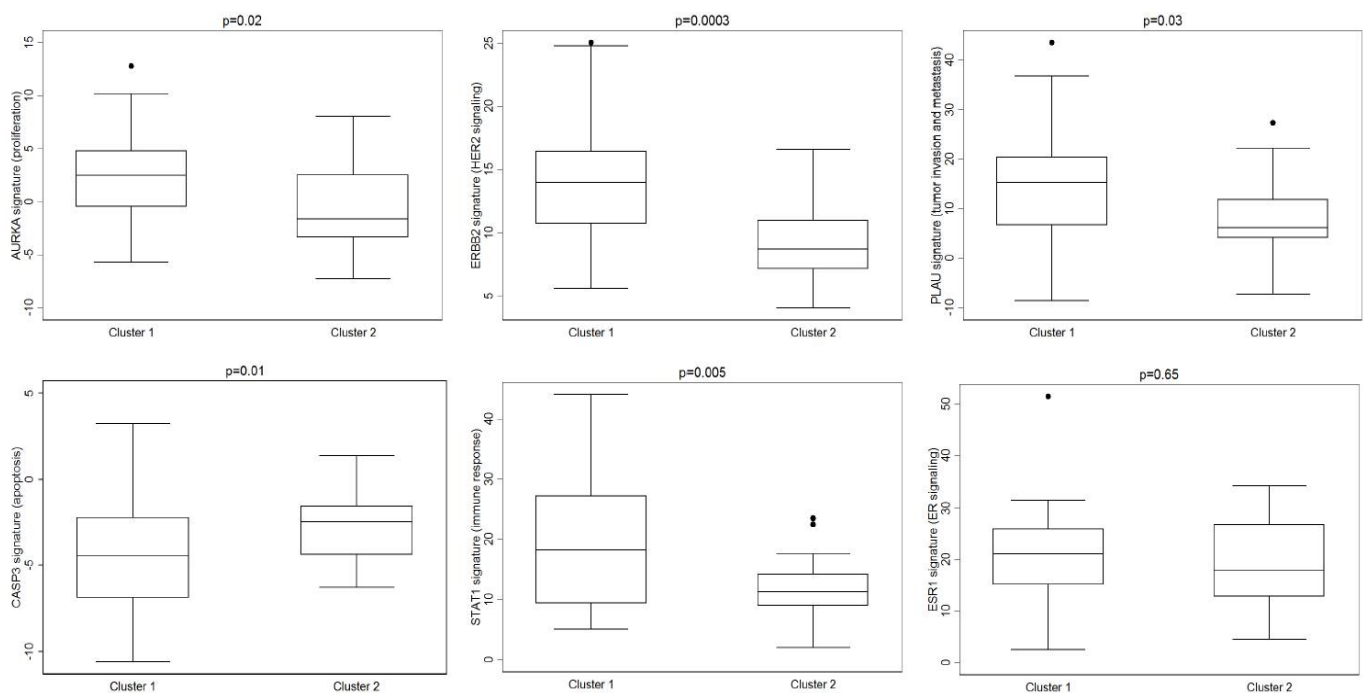 p=0.02
AURKA signature (proliferation)
15
10
5
0
-5
-10
Cluster 1
Cluster 2
p=0.0003
ERBB2 signature (HER2 signaling)
25
20
15
10
5
Cluster 1
Cluster 2
p=0.03
PLAU signature (tumor invasion and metastasis)
40
30
20
10
0
-10
Cluster 1
Cluster 2
p=0.01
CASP3 signature (apoptosis)
5
0
-5
-10
Cluster 1
Cluster 2
p=0.005
STAT1 signature (immune response)
40
30
20
10
0
Cluster 1
Cluster 2
p=0.65
ESR1 signature (ER signaling)
50
40
30
20
10
0
Cluster 1
Cluster 2